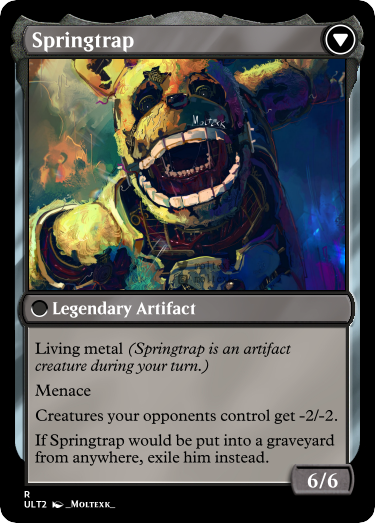 Springtrap
Moltexk
Legendary Artifact
Living metal (Springtrap is an artifact
creature during your turn.)
Menace
Creatures your opponents control get -2/-2.
If Springtrap would be put into a graveyard
from anywhere, exile him instead.
6/6
R
ULT2 _Moltexk_